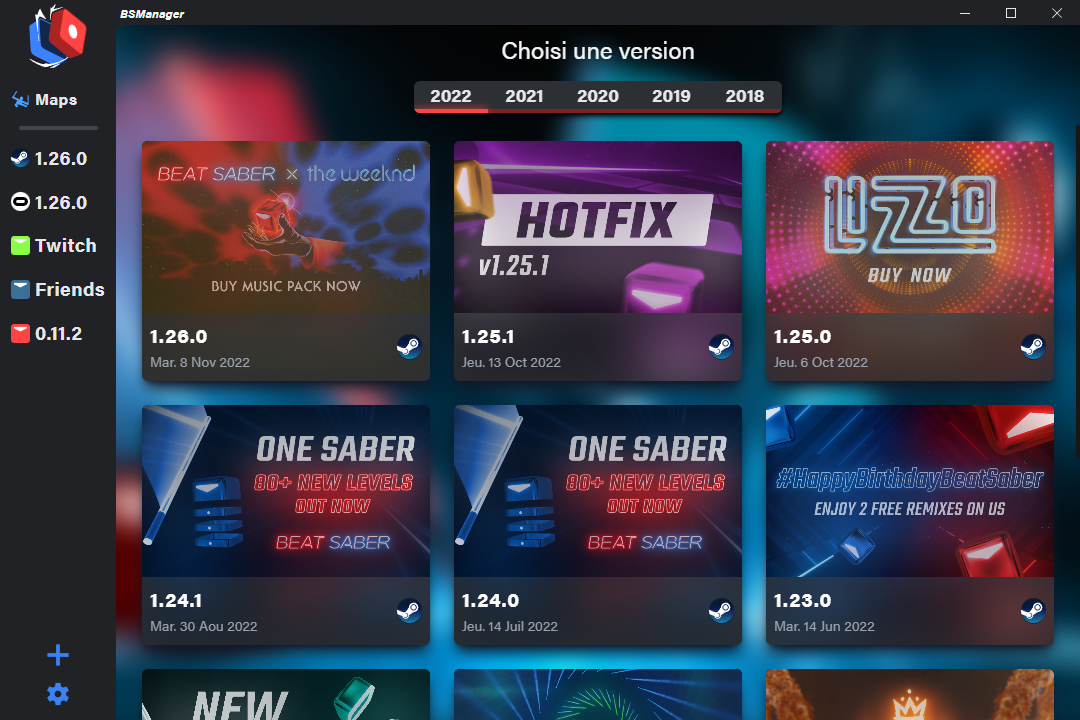 BSManager
Maps
1.26.0
1.26.0
Twitch
Friends
0.11.2
Choisi une version
2022 2021 2020 2019 2018
BEAT SABER x the weeknd
BUY MUSIC PACK NOW
1.26.0
Mar. 8 Nov 2022
HOTFIX
v1.25.1
1.25.1
Jeu. 13 Oct 2022
LIZZO
BUY NOW
1.25.0
Jeu. 6 Oct 2022
ONE SABER
80+ NEW LEVELS
OUT NOW
BEAT SABER
1.24.1
Mar. 30 Aou 2022
ONE SABER
80+ NEW LEVELS
OUT NOW
BEAT SABER
1.24.0
Jeu. 14 Juil 2022
#HappyBirthdayBeatSaber
ENJOY 2 FREE REMIXES ON US
1.23.0
Mar. 14 Jun 2022
NEW